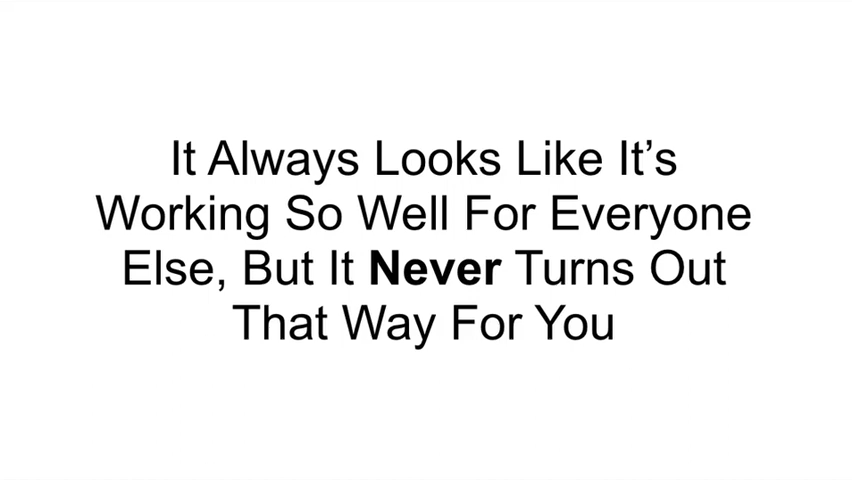 It Always Looks Like It’s
Working So Well For Everyone
Else, But It Never Turns Out
That Way For You